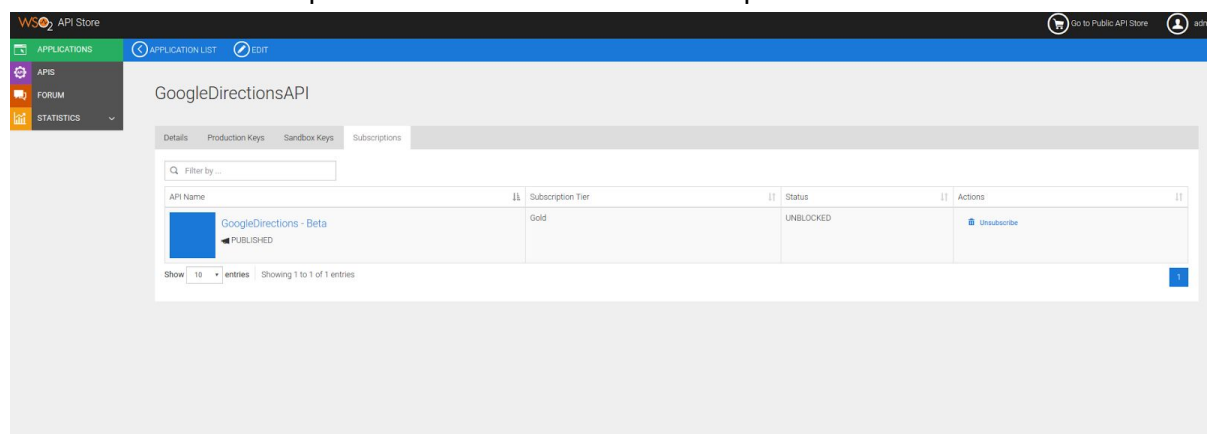 WSO2 API Store
Go to Public API Store
APPLICATIONS
APPLICATION LIST EDIT
APIS
FORUM
STATISTICS
GoogleDirectionsAPI
Details Production Keys Sandbox Keys Subscriptions
Filter by ...
API Name Subscription Tier Status Actions
GoogleDirections - Beta Gold UNBLOCKED Unsubscribe
PUBLISHED
Show 10 entries Showing 1 to 1 of 1 entries 1